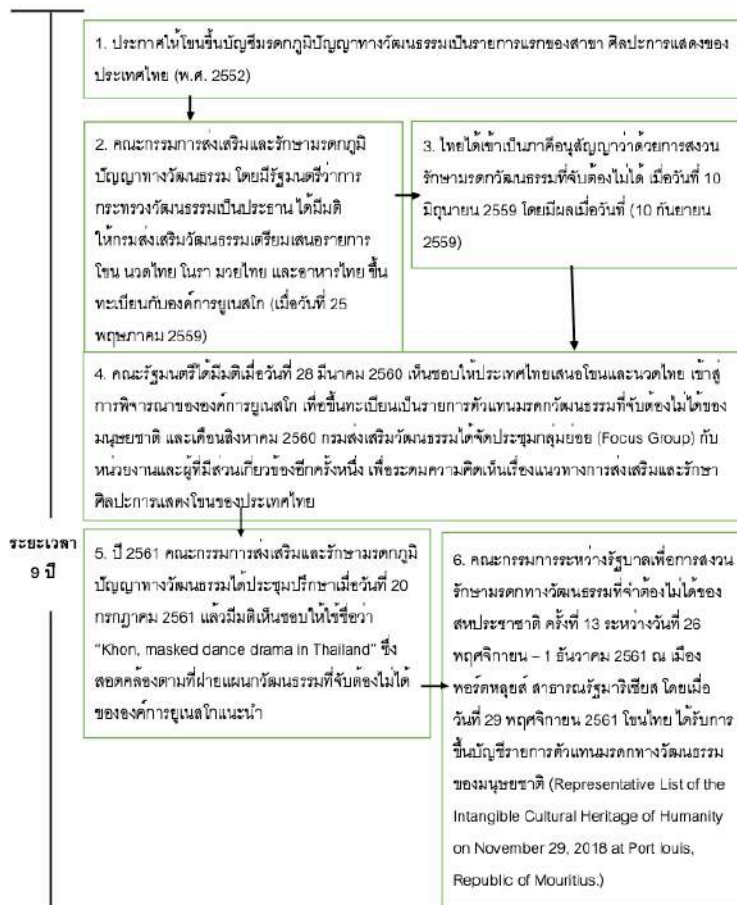 1. ประกาศให้โขนขึ้นบัญชีมรดกภูมิปัญญาทางวัฒนธรรมเป็นรายการแรกของสาขา ศิลปะการแสดงของ
ประเทศไทย (พ.ศ. 2552)
2. คณะกรรมการส่งเสริมและรักษามรดกภูมิ
ปัญญาทางวัฒนธรรม โดยมีรัฐมนตรีว่าการ
กระทรวงวัฒนธรรมเป็นประธาน ได้มีมติ
ให้กรมส่งเสริมวัฒนธรรมเตรียมเสนอรายการ
โขน นวดไทย โนรา มวยไทย และอาหารไทย ขึ้น
ทะเบียนกับองค์การยูเนสโก (เมื่อวันที่ 25
พฤษภาคม 2559)
3. ไทยได้เข้าเป็นภาคีอนุสัญญาว่าด้วยการสงวน
รักษามรดกวัฒนธรรมที่จับต้องไม่ได้ เมื่อวันที่ 10
มิถุนายน 2559 โดยมีผลเมื่อวันที่ (10 กันยายน
2559)
4. คณะรัฐมนตรีได้มีมติเมื่อวันที่ 28 มีนาคม 2560 เห็นชอบให้ประเทศไทยเสนอโขนและนวดไทย เข้าสู่
การพิจารณาขององค์การยูเนสโก เพื่อขึ้นทะเบียนเป็นรายการตัวแทนมรดกวัฒนธรรมที่จับต้องไม่ได้ของ
มนุษยชาติ และเดือนสิงหาคม 2560 กรมส่งเสริมวัฒนธรรมได้จัดประชุมกลุ่มย่อย (Focus Group) กับ
หน่วยงานและผู้ที่มีส่วนเกี่ยวข้องอีกครั้งหนึ่ง เพื่อระดมความคิดเห็นเรื่องแนวทางการส่งเสริมและรักษา
ศิลปะการแสดงโขนของประเทศไทย
ระยะเวลา
9 ปี
5. ปี 2561 คณะกรรมการส่งเสริมและรักษามรดกภูมิ
ปัญญาทางวัฒนธรรมได้ประชุมปรึกษาเมื่อวันที่ 20
กรกฎาคม 2561 แล้วมีมติเห็นชอบให้ใช้ชื่อว่า
"Khon, masked dance drama in Thailand" ซึ่ง
สอดคล้องตามที่ฝ่ายแผนกวัฒนธรรมที่จับต้องไม่ได้
ขององค์การยูเนสโกแนะนำ
6. คณะกรรมการระหว่างรัฐบาลเพื่อการสงวน
รักษามรดกทางวัฒนธรรมที่จำต้องไม่ได้ของ
สหประชาชาติ ครั้งที่ 13 ระหว่างวันที่ 26
พฤศจิกายน – 1 ธันวาคม 2561 ณ เมือง
พอร์ตหลุยส์ สาธารณรัฐมาริเชียส โดยเมื่อ
วันที่ 29 พฤศจิกายน 2561 โขนไทย ได้รับการ
ขึ้นบัญชีรายการตัวแทนมรดกทางวัฒนธรรม
ของมนุษยชาติ (Representative List of the
Intangible Cultural Heritage of Humanity
on November 29, 2018 at Port louis,
Republic of Mouritius.)